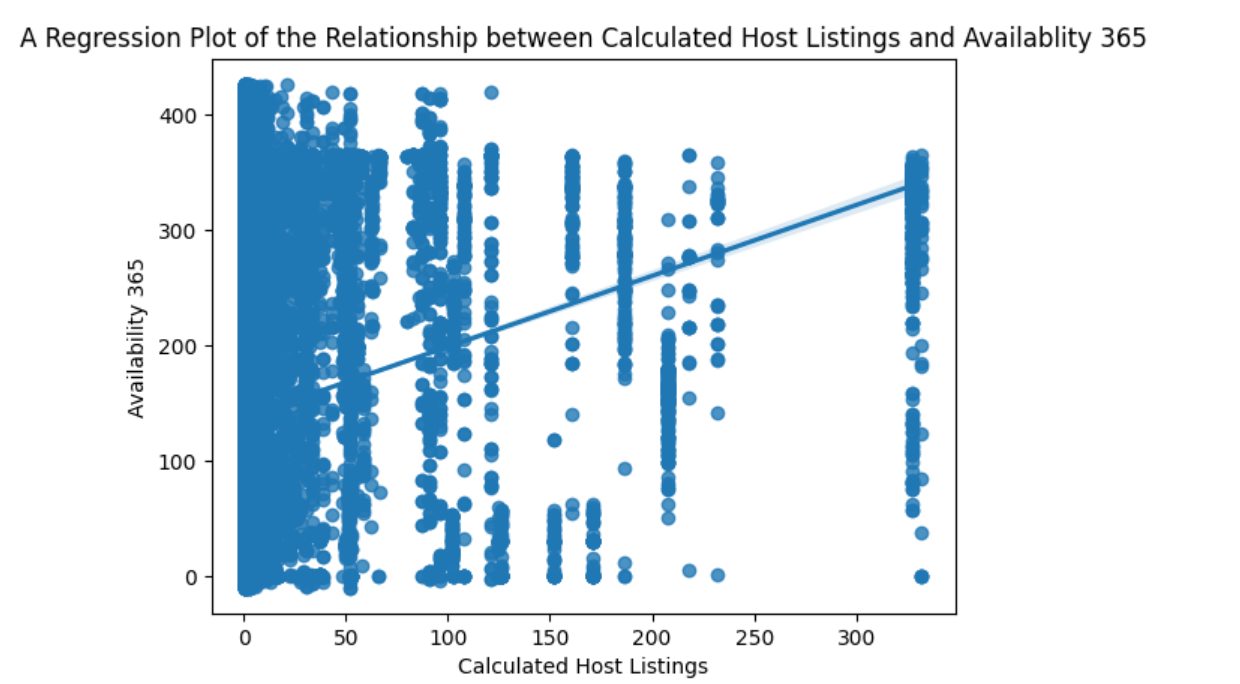 A Regression Plot of the Relationship between Calculated Host Listings and Availablity 365
400
300
200
100
0
Availability 365
0 50 100 150 200 250 300
Calculated Host Listings